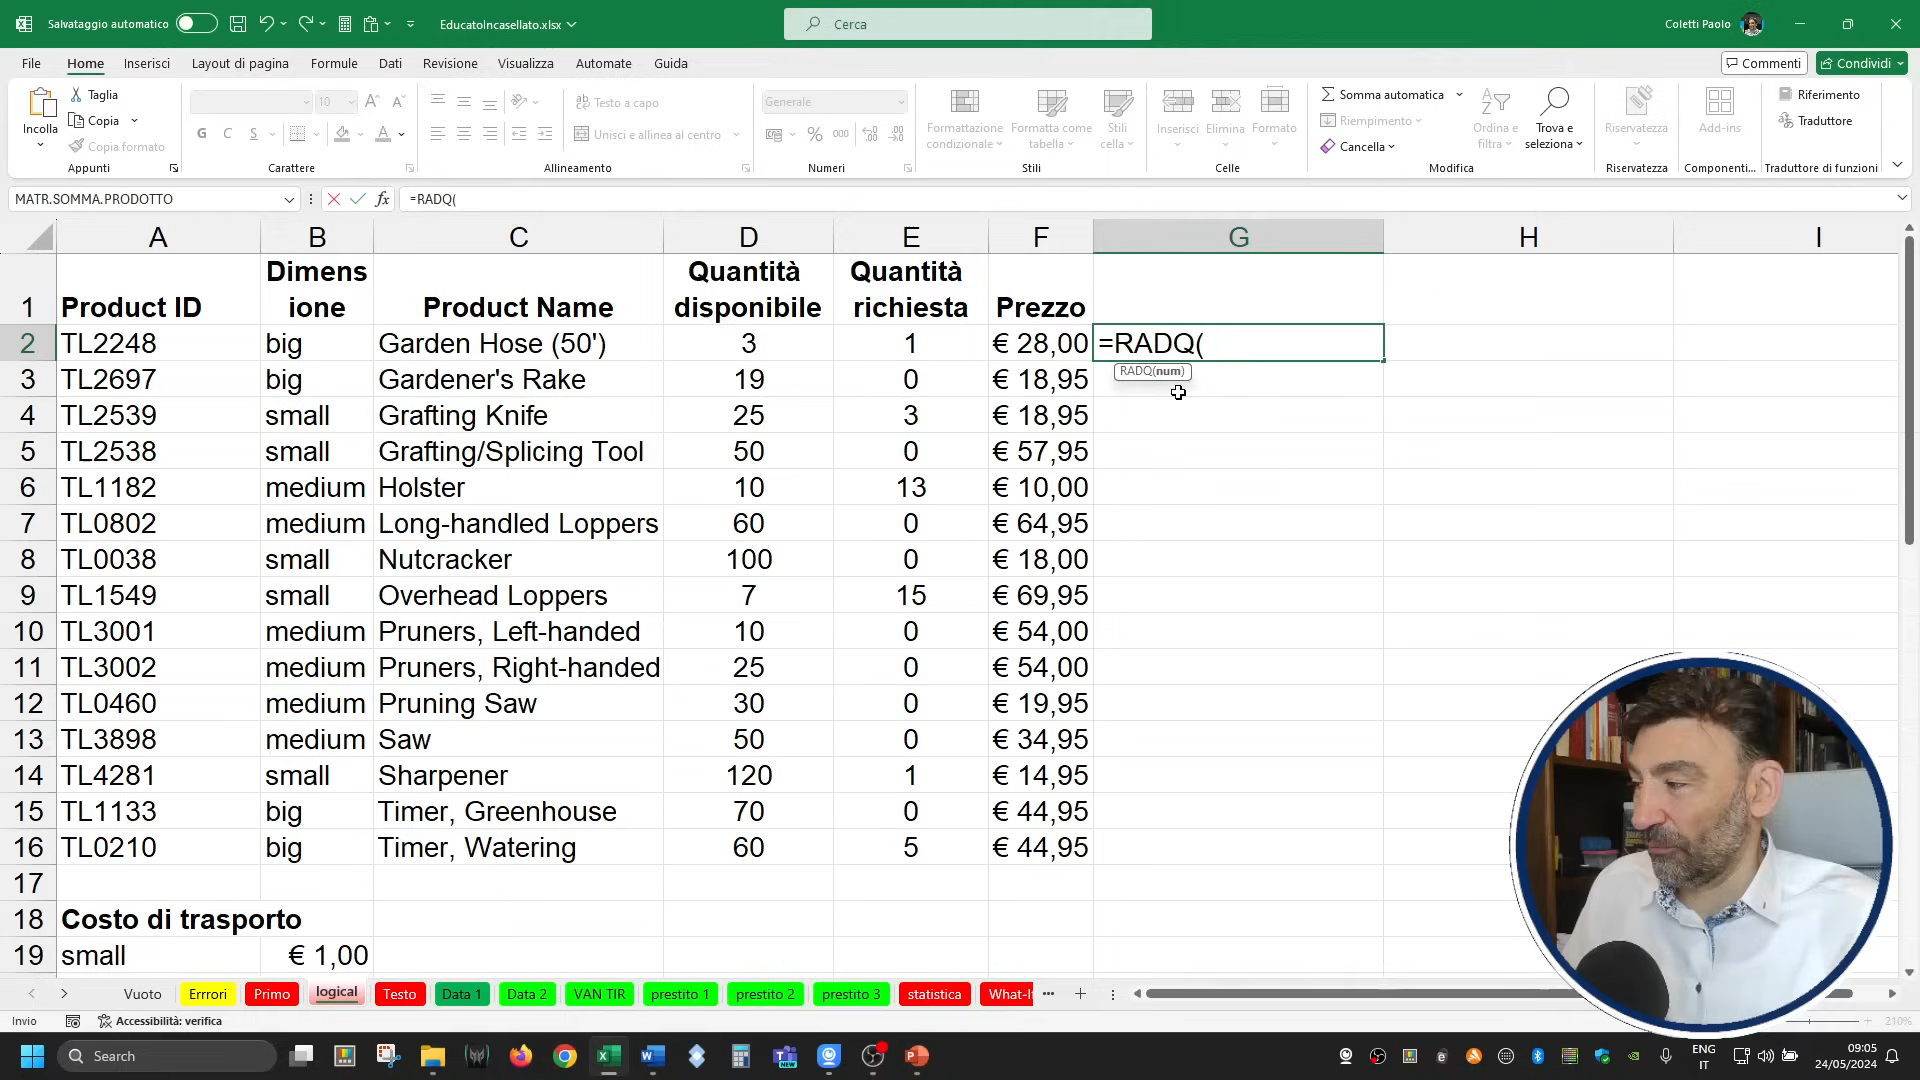 Salvataggio automatico
EducatoIncasellato.xlsx
Cerca
Coletti Paolo
File Home Inserisci Layout di pagina Formule Dati Revisione Visualizza Automate Guida
Commenti Condividi
Incolla
Taglia
Copia
Copia formato
Appunti
10
G C S
Carattere
Testo a capo
Unisci e allinea al centro
Allineamento
Generale
% 000
Numeri
Formattazione condizionale
Formatta come tabella
Stili cella
Stili
Inserisci Elimina Formato
Celle
Somma automatica
Riempimento
Cancella
Ordina e filtra
Trova e seleziona
Modifica
Riservatezza
Riservatezza
Add-ins
Componenti...
Riferimento
Traduttore
Traduttore di funzioni
MATR.SOMMA.PRODOTTO
fx
=RADQ(
A B C D E F G H I
1 Product ID Dimensione Product Name Quantità disponibile Quantità richiesta Prezzo
2 TL2248 big Garden Hose (50') 3 1 € 28,00 =RADQ(
RADQ(num)
3 TL2697 big Gardener's Rake 19 0 € 18,95
4 TL2539 small Grafting Knife 25 3 € 18,95
5 TL2538 small Grafting/Splicing Tool 50 0 € 57,95
6 TL1182 medium Holster 10 13 € 10,00
7 TL0802 medium Long-handled Loppers 60 0 € 64,95
8 TL0038 small Nutcracker 100 0 € 18,00
9 TL1549 small Overhead Loppers 7 15 € 69,95
10 TL3001 medium Pruners, Left-handed 10 0 € 54,00
11 TL3002 medium Pruners, Right-handed 25 0 € 54,00
12 TL0460 medium Pruning Saw 30 0 € 19,95
13 TL3898 medium Saw 50 0 € 34,95
14 TL4281 small Sharpener 120 1 € 14,95
15 TL1133 big Timer, Greenhouse 70 0 € 44,95
16 TL0210 big Timer, Watering 60 5 € 44,95
17
18 Costo di trasporto
19 small € 1,00
Vuoto Errrori Primo logical Testo Data 1 Data 2 VAN TIR prestito 1 prestito 2 prestito 3 statistica What-I
Invio Accessibilità: verifica
210%
Search
ENG
IT
09:05
24/05/2024